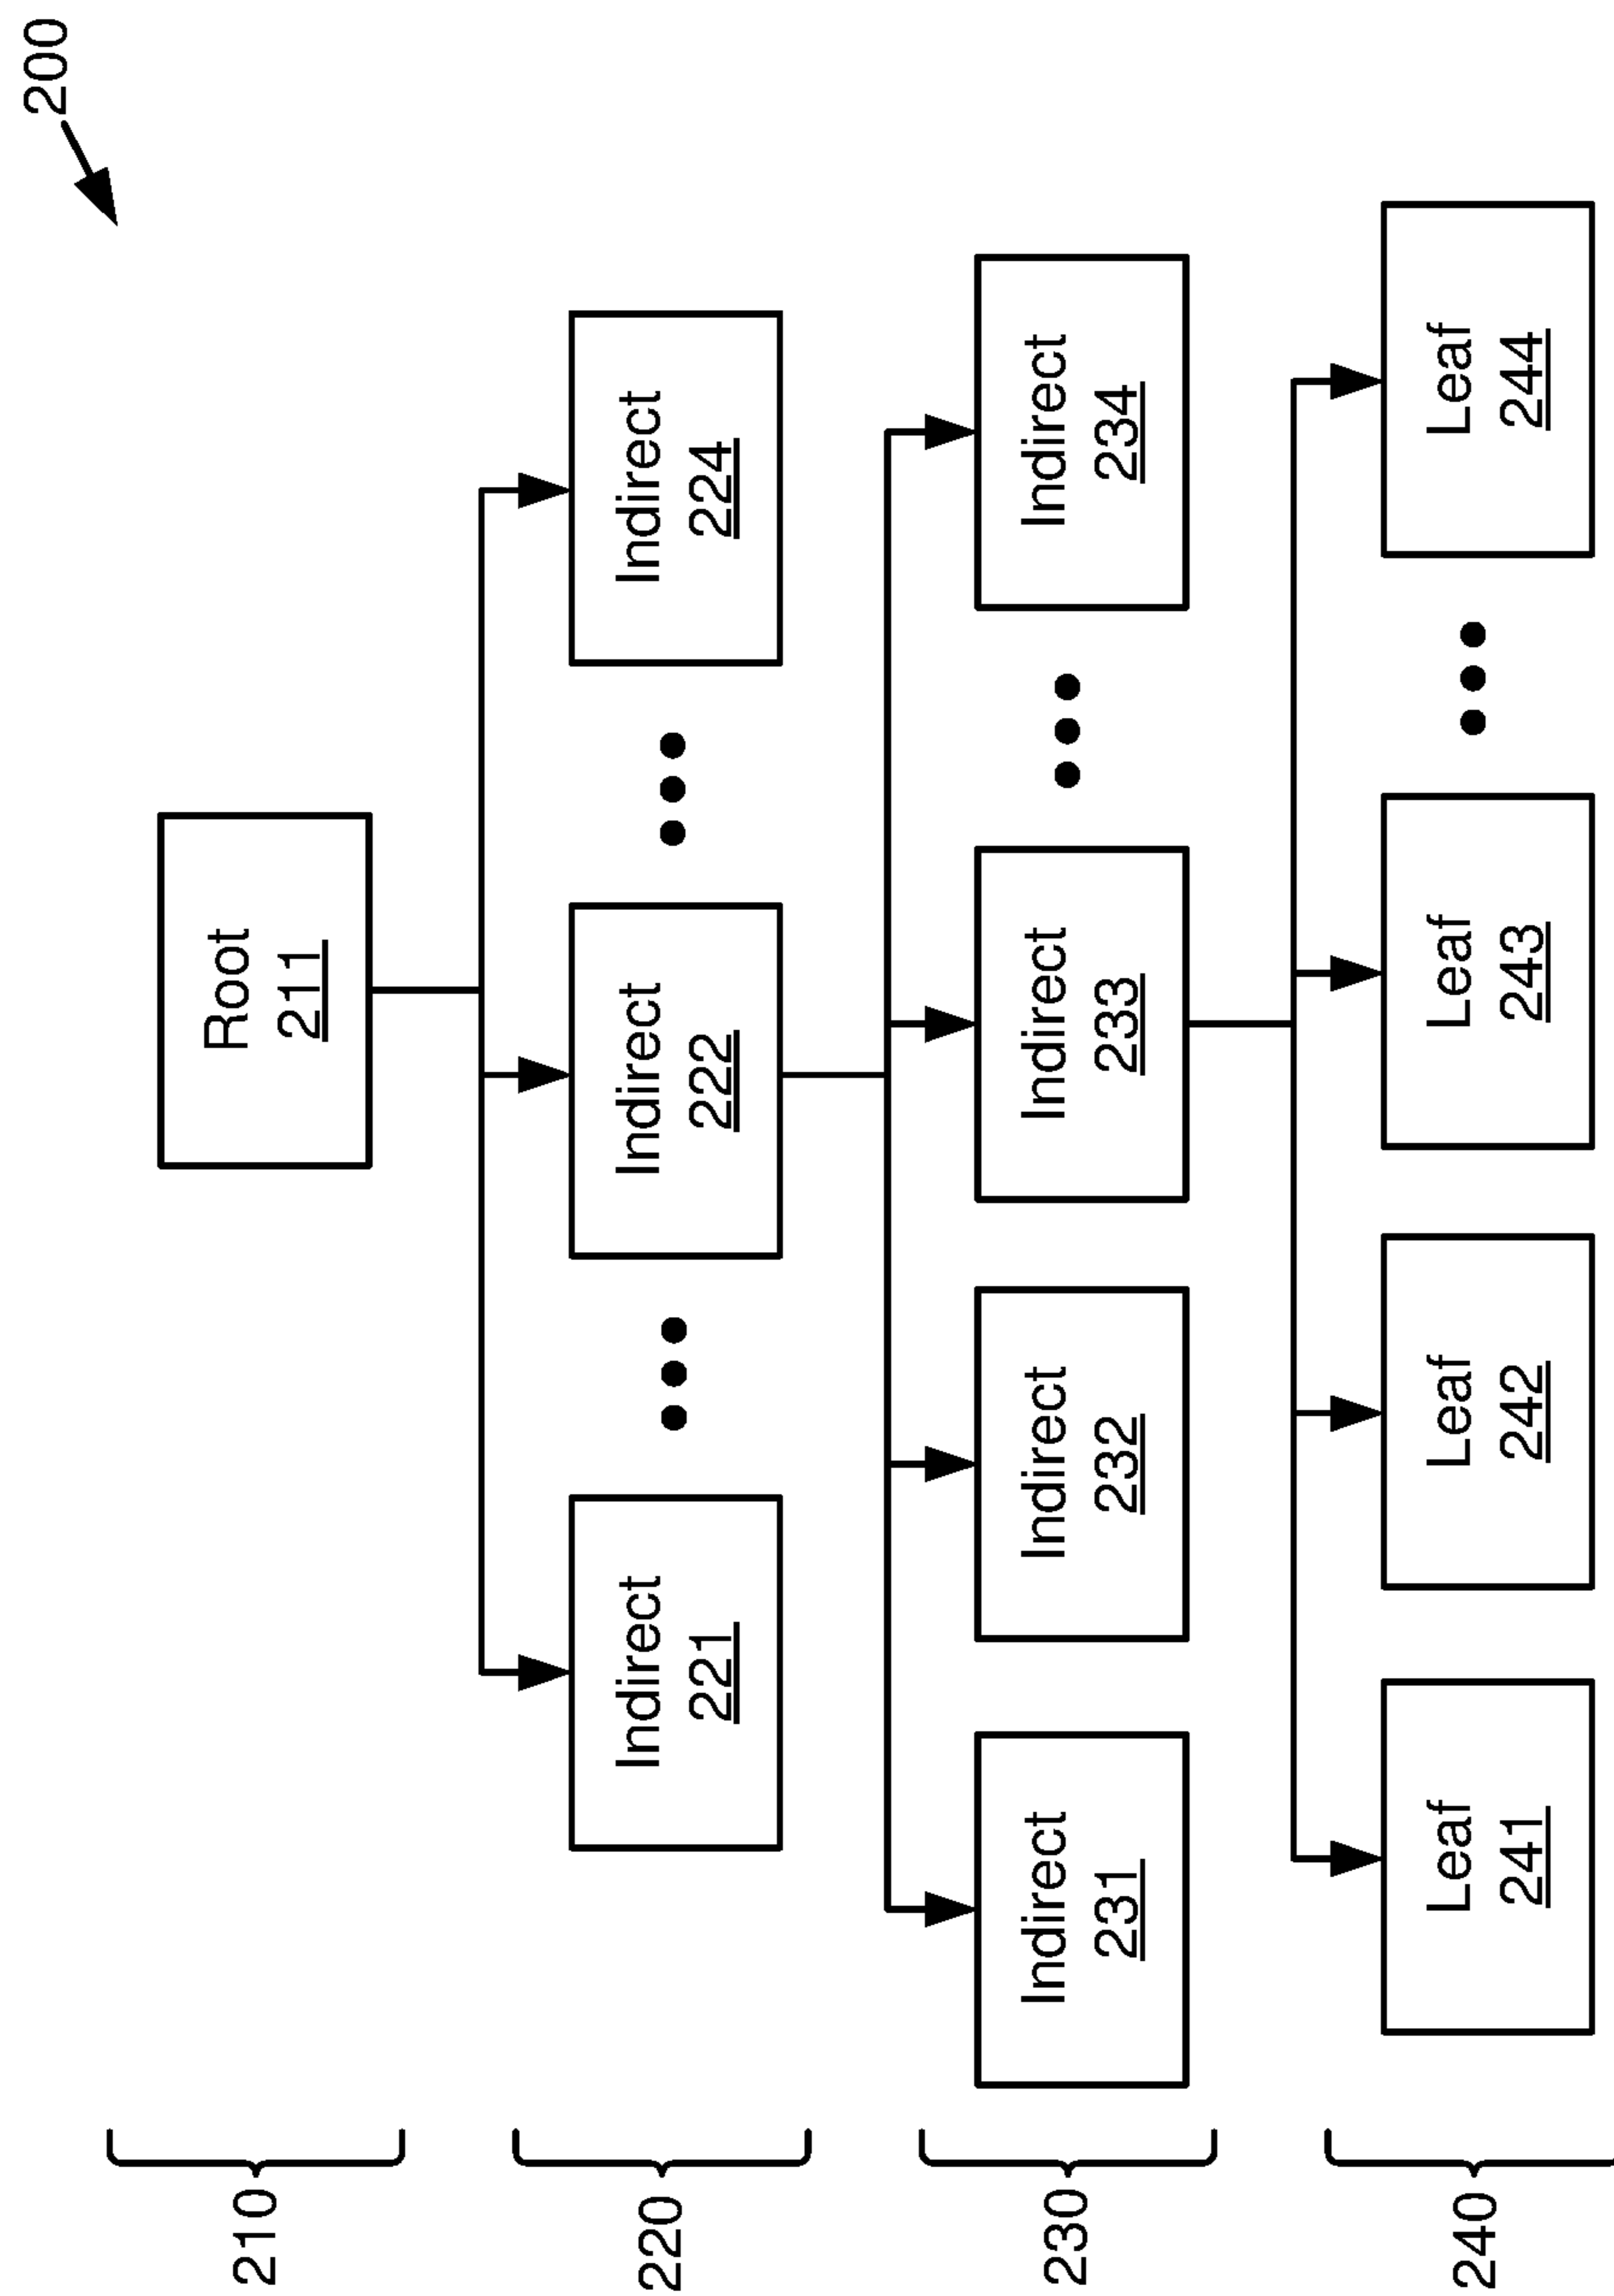 200
210
Root
211
220
Indirect
221
Indirect
222
Indirect
224
230
Indirect
231
Indirect
232
Indirect
233
Indirect
234
240
Leaf
241
Leaf
242
Leaf
243
Leaf
244